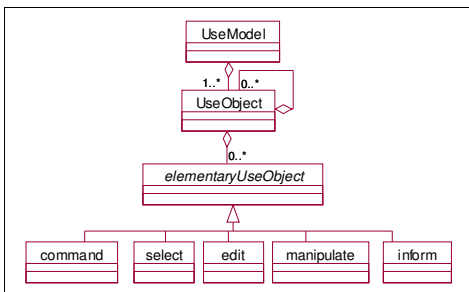 UseModel
1..* 0..*
UseObject
0..*
elementaryUseObject
command select edit manipulate inform